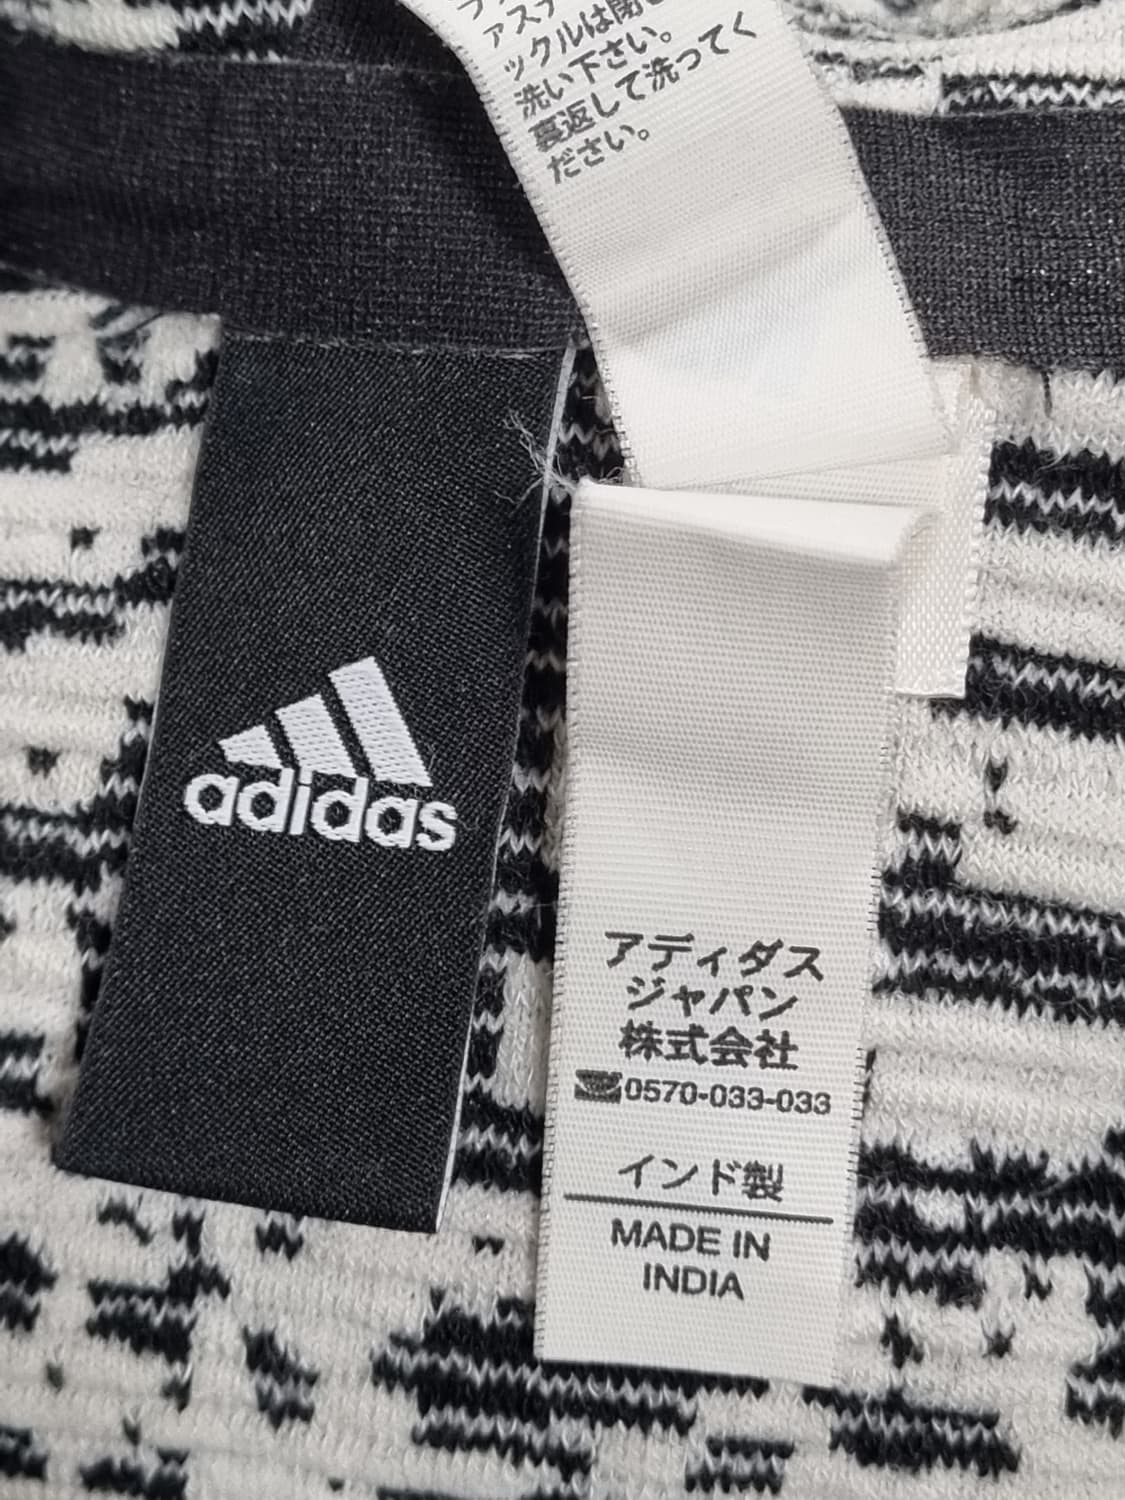 ックルは閉じ
洗い下さい。
裏返して洗ってく
ださい。
adidas
アディダス
ジャパン
株式会社
0570-033-033
インド製
MADE IN
INDIA